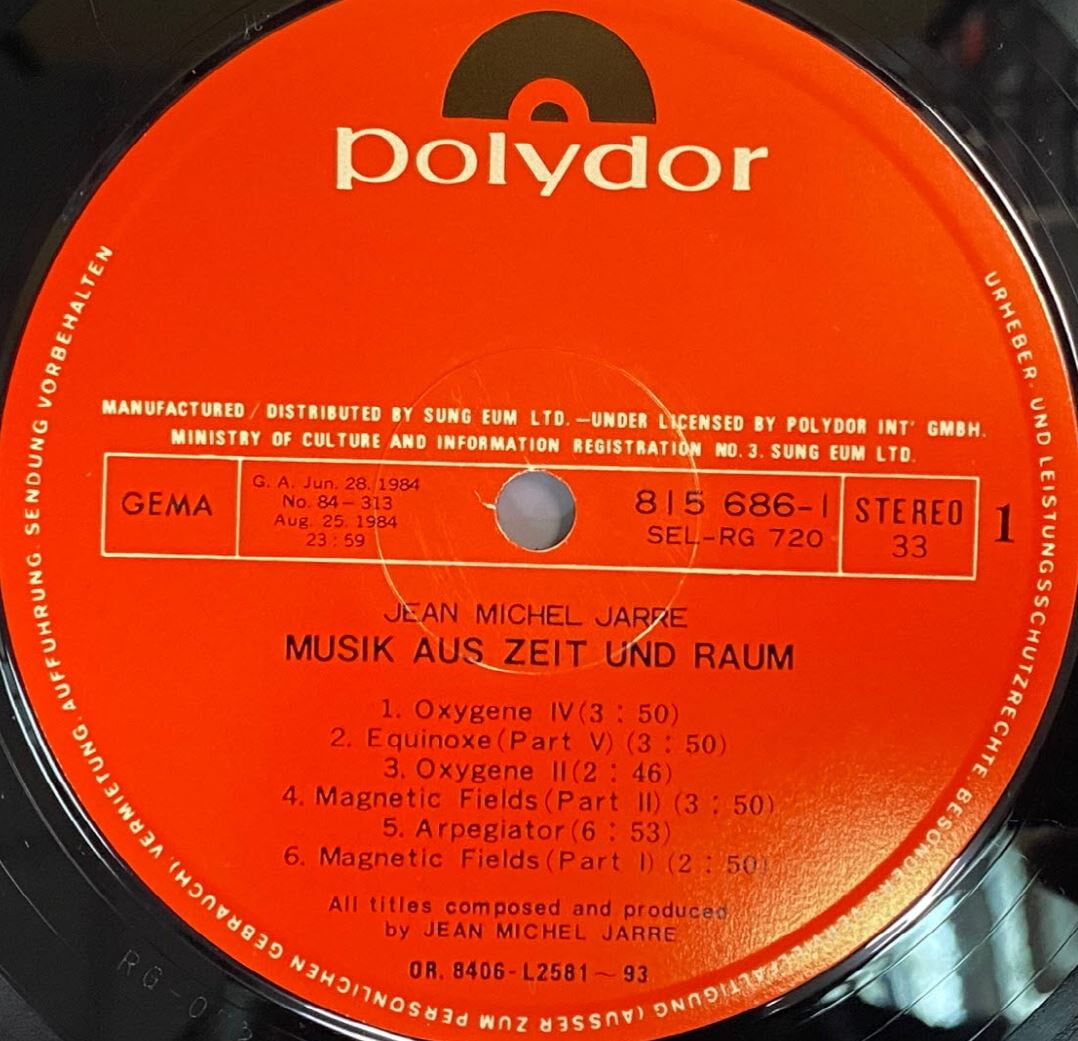 polydor
MANUFACTURED / DISTRIBUTED BY SUNG EUM LTD. —UNDER LICENSED BY POLYDOR INT' GMBH.
MINISTRY OF CULTURE AND INFORMATION REGISTRATION NO. 3. SUNG EUM LTD.
GEMA
G. A. Jun. 28. 1984
No. 84–313
Aug. 25. 1984
23 : 59
815 686-1
SEL-RG 720
STEREO
33
1
JEAN MICHEL JARRE
MUSIK AUS ZEIT UND RAUM
1. Oxygene IV(3 : 50)
2. Equinoxe(Part V) (3 : 50)
3. Oxygene II(2 : 46)
4. Magnetic Fields(Part II) (3 : 50)
5. Arpegiator(6 : 53)
6. Magnetic Fields(Part I) (2 : 50)
All titles composed and produced
by JEAN MICHEL JARRE
OR. 8406-L2581~93
URHEBER- UND LEISTUNGSSCHUTZRECHTE (AUSSER ZUM PERSONLICHEN GEBRAUCH), VERMIETUNG, AUFFUHRUNG. SENDUNG VORBEHALTEN